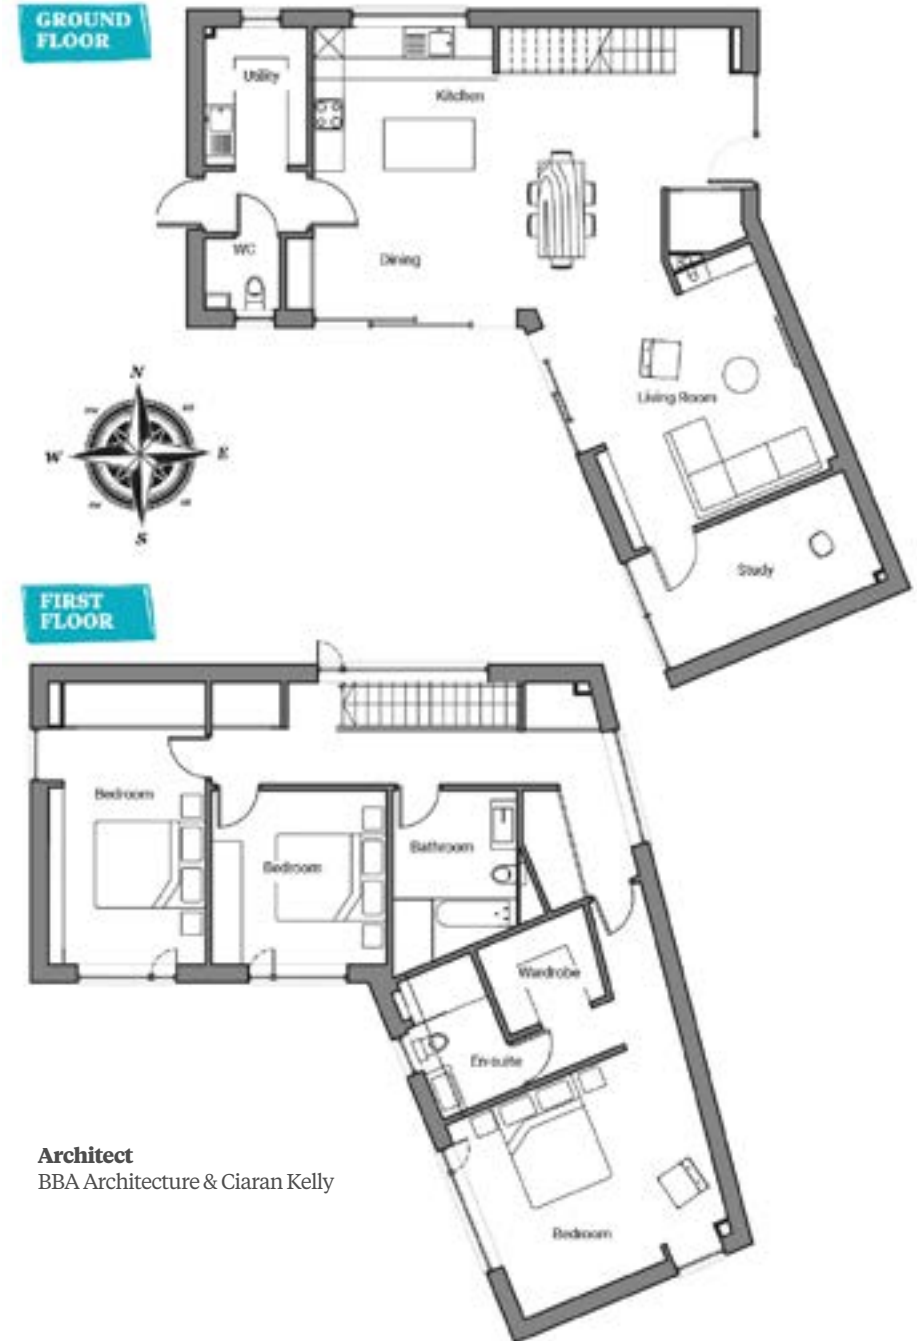 GROUND
FLOOR
Utility
Kitchen
WC
Dining
Living Room
Study
N
W
E
S
FIRST
FLOOR
Bedroom
Bedroom
Bathroom
Wardrobe
En-suite
Bedroom
Architect
BBA Architecture & Ciaran Kelly